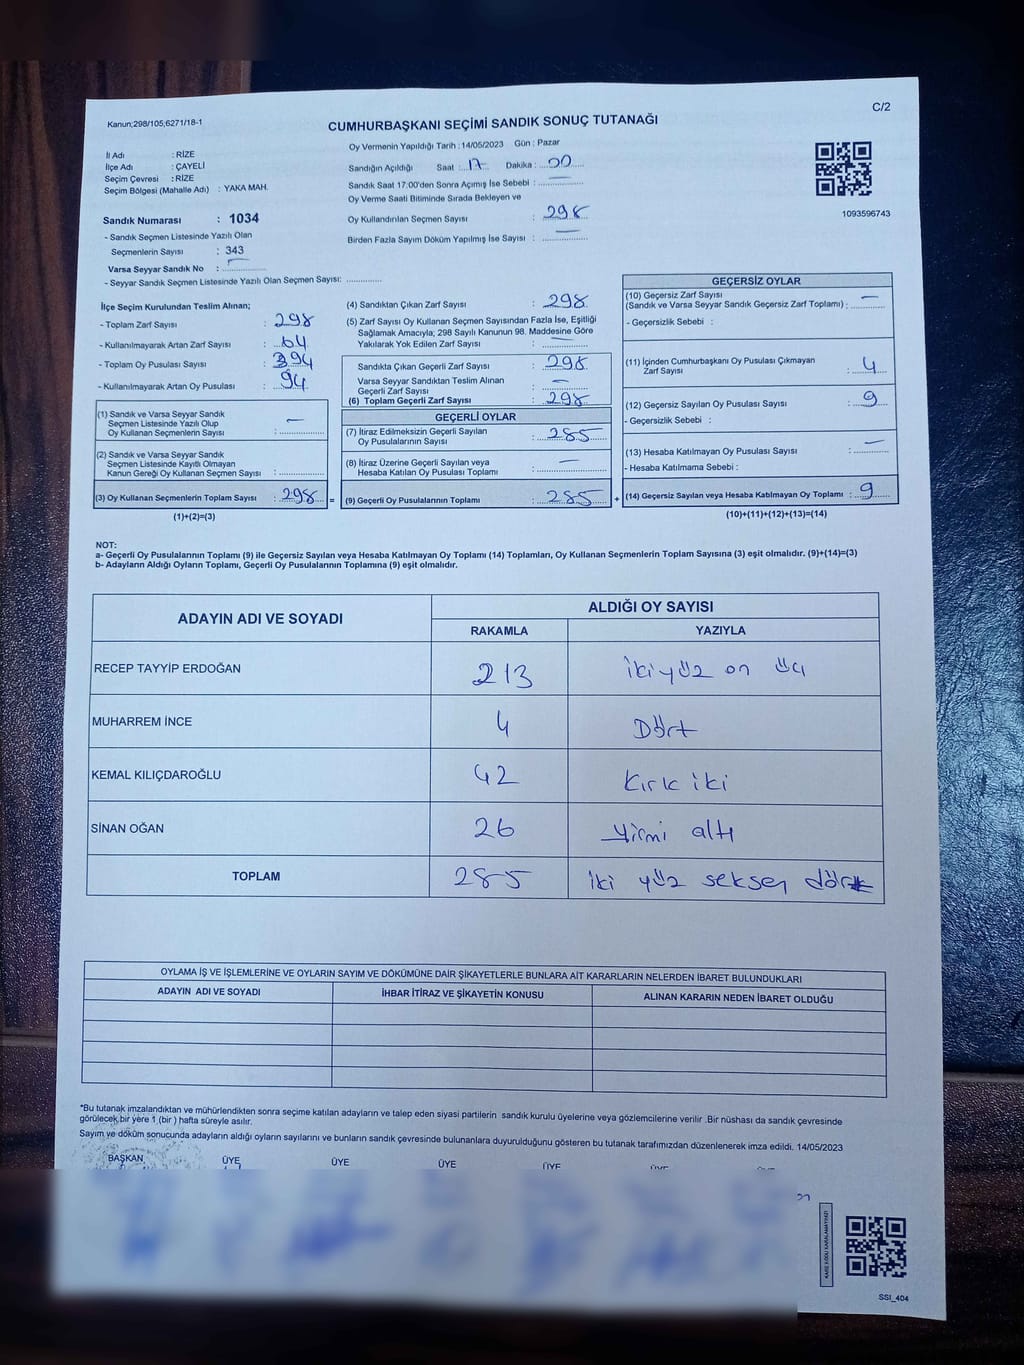 Kanun;298/105;6271/18-1
C/2
CUMHURBAŞKANI SEÇİMİ SANDIK SONUÇ TUTANAĞI
Oy Vermenin Yapıldığı Tarih : 14/05/2023 Gün : Pazar
İl Adı : RİZE
İlçe Adı : ÇAYELİ
Seçim Çevresi : RİZE
Seçim Bölgesi (Mahalle Adı) : YAKA MAH.
Sandık Numarası : 1034
- Sandık Seçmen Listesinde Yazılı Olan
Seçmenlerin Sayısı : 343
Varsa Seyyar Sandık No : —
- Seyyar Sandık Seçmen Listesinde Yazılı Olan Seçmen Sayısı: ..............
Sandığın Açıldığı Saat : 17 Dakika : 00
Sandık Saat 17:00'den Sonra Açımış İse Sebebi : —
Oy Verme Saati Bitiminde Sırada Bekleyen ve
Oy Kullandırılan Seçmen Sayısı : 298
Birden Fazla Sayım Döküm Yapılmış İse Sayısı : —
1093596743
İlçe Seçim Kurulundan Teslim Alınan;
- Toplam Zarf Sayısı : 298
- Kullanılmayarak Artan Zarf Sayısı : 64
- Toplam Oy Pusulası Sayısı : 394
- Kullanılmayarak Artan Oy Pusulası : 94
(1) Sandık ve Varsa Seyyar Sandık
Seçmen Listesinde Yazılı Olup
Oy Kullanan Seçmenlerin Sayısı : —
(2) Sandık ve Varsa Seyyar Sandık
Seçmen Listesinde Kayıtlı Olmayan
Kanun Gereği Oy Kullanan Seçmen Sayısı : ..............
(3) Oy Kullanan Seçmenlerin Toplam Sayısı : 298 =
(1)+(2)=(3)
(4) Sandıktan Çıkan Zarf Sayısı : 298
(5) Zarf Sayısı Oy Kullanan Seçmen Sayısından Fazla İse, Eşitliği
Sağlamak Amacıyla; 298 Sayılı Kanunun 98. Maddesine Göre
Yakılarak Yok Edilen Zarf Sayısı : —
Sandıkta Çıkan Geçerli Zarf Sayısı : 298
Varsa Seyyar Sandıktan Teslim Alınan
Geçerli Zarf Sayısı : —
(6) Toplam Geçerli Zarf Sayısı : 298
GEÇERLİ OYLAR
(7) İtiraz Edilmeksizin Geçerli Sayılan
Oy Pusulalarının Sayısı : 285
(8) İtiraz Üzerine Geçerli Sayılan veya
Hesaba Katılan Oy Pusulası Toplamı : —
(9) Geçerli Oy Pusulalarının Toplamı : 285 +
GEÇERSİZ OYLAR
(10) Geçersiz Zarf Sayısı
(Sandık ve Varsa Seyyar Sandık Geçersiz Zarf Toplamı) : —
- Geçersizlik Sebebi :
(11) İçinden Cumhurbaşkanı Oy Pusulası Çıkmayan
Zarf Sayısı : 4
(12) Geçersiz Sayılan Oy Pusulası Sayısı : 9
- Geçersizlik Sebebi :
(13) Hesaba Katılmayan Oy Pusulası Sayısı : —
- Hesaba Katılmama Sebebi :
(14) Geçersiz Sayılan veya Hesaba Katılmayan Oy Toplamı : 9
(10)+(11)+(12)+(13)=(14)
NOT:
a- Geçerli Oy Pusulalarının Toplamı (9) ile Geçersiz Sayılan veya Hesaba Katılmayan Oy Toplamı (14) Toplamları, Oy Kullanan Seçmenlerin Toplam Sayısına (3) eşit olmalıdır. (9)+(14)=(3)
b- Adayların Aldığı Oyların Toplamı, Geçerli Oy Pusulalarının Toplamına (9) eşit olmalıdır.
ADAYIN ADI VE SOYADI
ALDIĞI OY SAYISI
RAKAMLA YAZIYLA
RECEP TAYYİP ERDOĞAN 213 iki yüz on üç
MUHARREM İNCE 4 Dört
KEMAL KILIÇDAROĞLU 42 Kırk iki
SİNAN OĞAN 26 Yirmi altı
TOPLAM 285 iki yüz seksen dört
OYLAMA İŞ VE İŞLEMLERİNE VE OYLARIN SAYIM VE DÖKÜMÜNE DAİR ŞİKAYETLERLE BUNLARA AİT KARARLARIN NELERDEN İBARET BULUNDUKLARI
ADAYIN ADI VE SOYADI İHBAR İTİRAZ VE ŞİKAYETİN KONUSU ALINAN KARARIN NEDEN İBARET OLDUĞU
*Bu tutanak imzalandıktan ve mühürlendikten sonra seçime katılan adayların ve talep eden siyasi partilerin sandık kurulu üyelerine veya gözlemcilerine verilir .Bir nüshası da sandık çevresinde
görülecek bir yere 1 (bir ) hafta süreyle asılır.
Sayım ve döküm sonucunda adayların aldığı oyların sayılarını ve bunların sandık çevresinde bulunanlara duyurulduğunu gösteren bu tutanak tarafımızdan düzenlenerek imza edildi. 14/05/2023
BAŞKAN ÜYE ÜYE ÜYE ÜYE
SSI_404